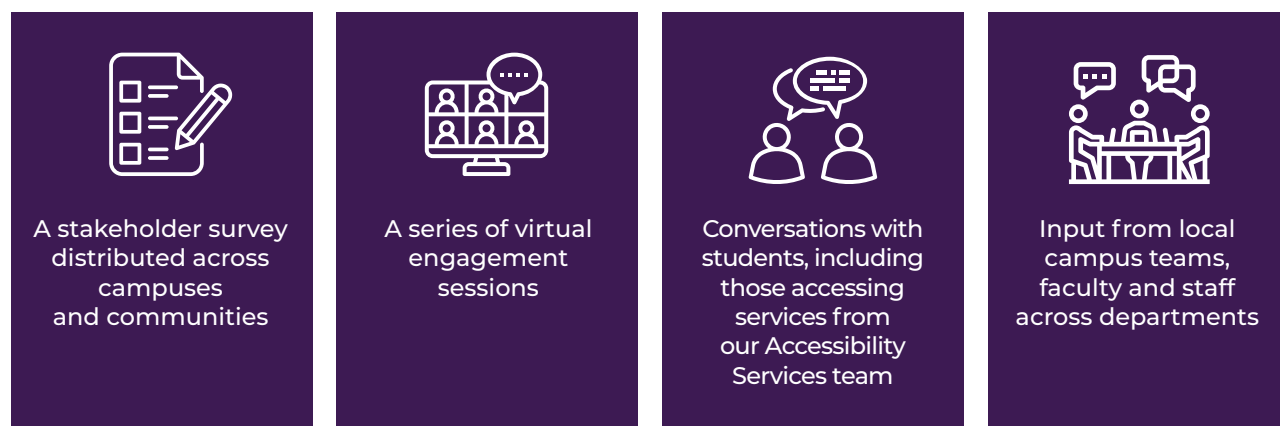 A stakeholder survey
distributed across
campuses
and communities
A series of virtual
engagement
sessions
Conversations with
students, including
those accessing
services from
our Accessibility
Services team
Input from local
campus teams,
faculty and staff
across departments